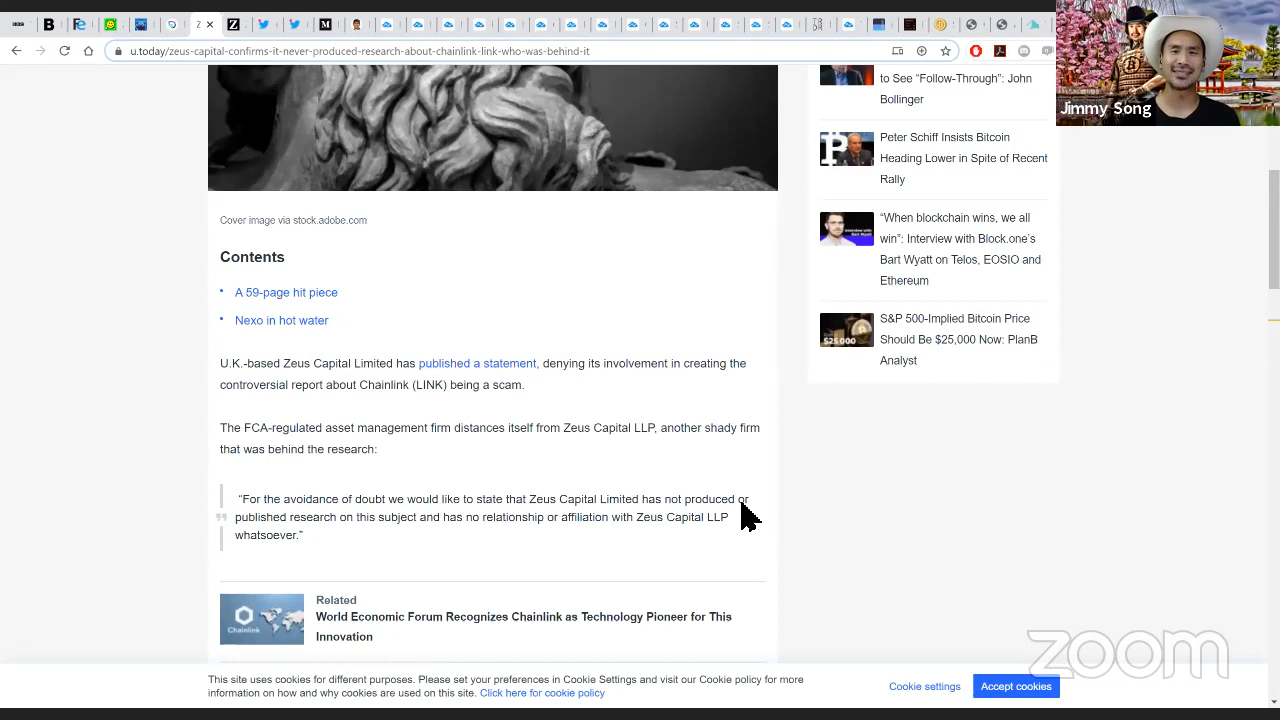 u.today/zeus-capital-confirms-it-never-produced-research-about-chainlink-link-who-was-behind-it
Jimmy Song
Cover image via stock.adobe.com
Contents
A 59-page hit piece
Nexo in hot water
U.K.-based Zeus Capital Limited has published a statement, denying its involvement in creating the
controversial report about Chainlink (LINK) being a scam.
The FCA-regulated asset management firm distances itself from Zeus Capital LLP, another shady firm
that was behind the research:
"For the avoidance of doubt we would like to state that Zeus Capital Limited has not produced or
published research on this subject and has no relationship or affiliation with Zeus Capital LLP
whatsoever."
Related
World Economic Forum Recognizes Chainlink as Technology Pioneer for This
Innovation
Chainlink
to See “Follow-Through”: John
Bollinger
Peter Schiff Insists Bitcoin
Heading Lower in Spite of Recent
Rally
“When blockchain wins, we all
win”: Interview with Block.one’s
Bart Wyatt on Telos, EOSIO and
Ethereum
S&P 500-Implied Bitcoin Price
Should Be $25,000 Now: PlanB
Analyst
$25 000
zoom
This site uses cookies for different purposes. Please set your preferences in Cookie Settings and visit our Cookie policy for more
information on how and why cookies are used on this site. Click here for cookie policy
Cookie settings
Accept cookies